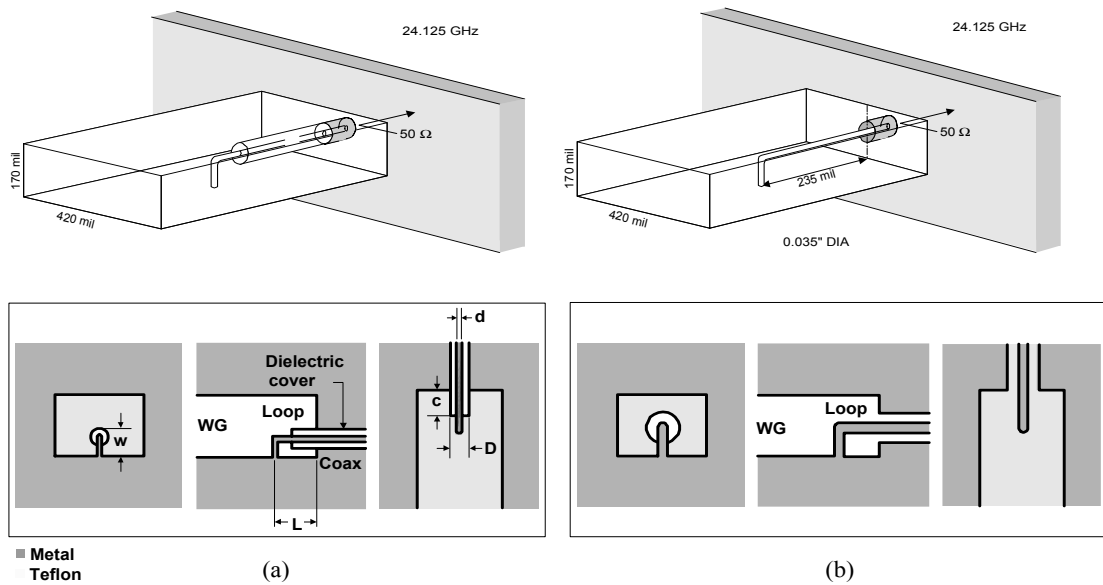 24.125 GHz
50 Ω
170 mil
420 mil
24.125 GHz
50 Ω
170 mil
235 mil
420 mil
0.035" DIA
d
Dielectric
cover
c
Loop
WG
w
D
Coax
L
Loop
WG
Metal
Teflon
(a)
(b)